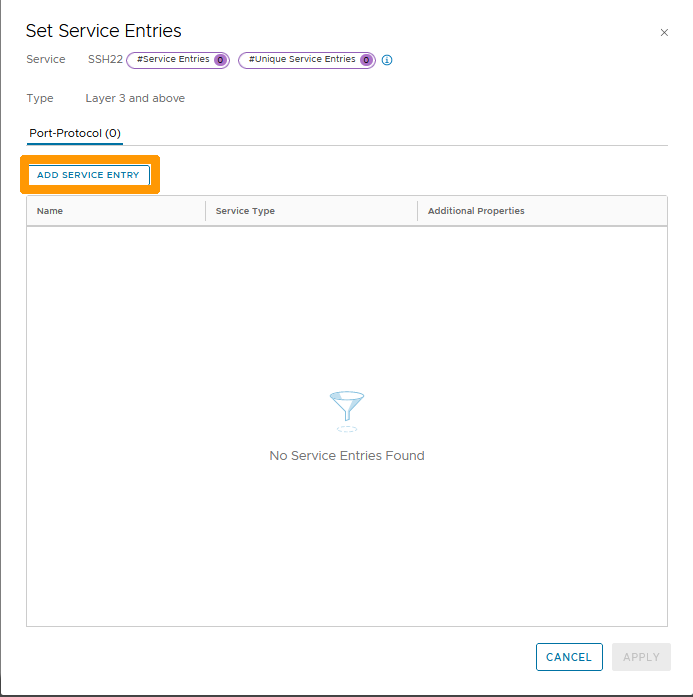 Set Service Entries
Service SSH22 #Service Entries 0 #Unique Service Entries 0
Type Layer 3 and above
Port-Protocol (0)
ADD SERVICE ENTRY
Name Service Type Additional Properties
No Service Entries Found
CANCEL APPLY